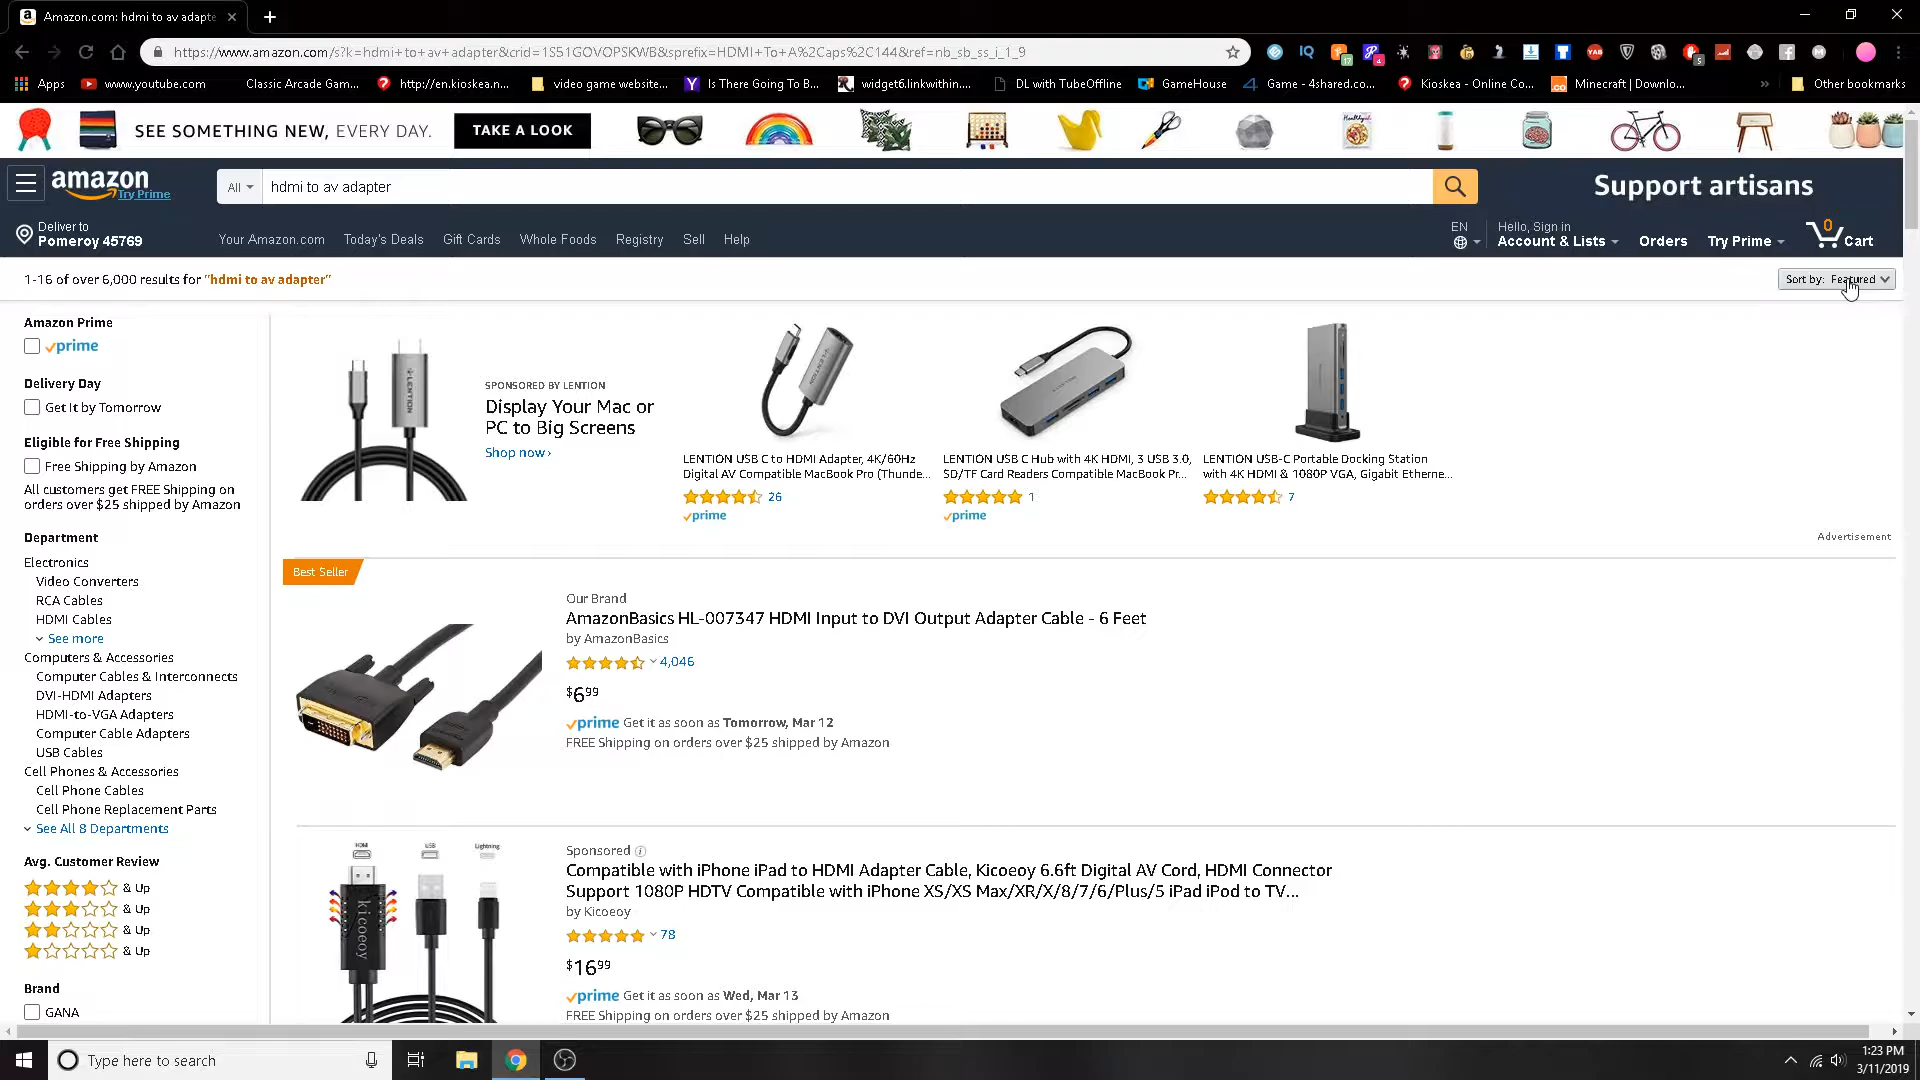 Amazon.com: hdmi to av adapte
https://www.amazon.com/s?k=hdmi+to+av+adapter&crid=1S51GOVOPSKWB&sprefix=HDMI+To+A%2Caps%2C144&ref=nb_sb_ss_i_1_9
Apps
www.youtube.com
Classic Arcade Gam...
http://en.kioskea.n...
video game website...
Is There Going To B...
widget6.linkwithin....
DL with TubeOffline
GameHouse
Game - 4shared.co...
Kioskea - Online Co...
Minecraft | Downlo...
»
Other bookmarks
SEE SOMETHING NEW, EVERY DAY.
TAKE A LOOK
amazon
Try Prime
All
hdmi to av adapter
Support artisans
Deliver to
Pomeroy 45769
Your Amazon.com
Today's Deals
Gift Cards
Whole Foods
Registry
Sell
Help
EN
Hello, Sign in
Account & Lists
Orders
Try Prime
0
Cart
1-16 of over 6,000 results for "hdmi to av adapter"
Sort by: Featured
Amazon Prime
prime
Delivery Day
Get It by Tomorrow
Eligible for Free Shipping
Free Shipping by Amazon
All customers get FREE Shipping on
orders over $25 shipped by Amazon
Department
Electronics
Video Converters
RCA Cables
HDMI Cables
See more
Computers & Accessories
Computer Cables & Interconnects
DVI-HDMI Adapters
HDMI-to-VGA Adapters
Computer Cable Adapters
USB Cables
Cell Phones & Accessories
Cell Phone Cables
Cell Phone Replacement Parts
See All 8 Departments
Avg. Customer Review
& Up
& Up
& Up
& Up
Brand
GANA
LENTION
SPONSORED BY LENTION
Display Your Mac or
PC to Big Screens
Shop now›
LENTION USB C to HDMI Adapter, 4K/60Hz
Digital AV Compatible MacBook Pro (Thunde...
26
prime
LENTION USB C Hub with 4K HDMI, 3 USB 3.0,
SD/TF Card Readers Compatible MacBook Pr...
1
prime
LENTION USB-C Portable Docking Station
with 4K HDMI & 1080P VGA, Gigabit Etherne...
7
Advertisement
Best Seller
Our Brand
AmazonBasics HL-007347 HDMI Input to DVI Output Adapter Cable - 6 Feet
by AmazonBasics
4,046
$6.99
prime Get it as soon as Tomorrow, Mar 12
FREE Shipping on orders over $25 shipped by Amazon
HDMI
USB
Lightning
Kicoeoy
Sponsored
Compatible with iPhone iPad to HDMI Adapter Cable, Kicoeoy 6.6ft Digital AV Cord, HDMI Connector
Support 1080P HDTV Compatible with iPhone XS/XS Max/XR/X/8/7/6/Plus/5 iPad iPod to TV...
by Kicoeoy
78
$16.99
prime Get it as soon as Wed, Mar 13
FREE Shipping on orders over $25 shipped by Amazon
Type here to search
1:23 PM
3/11/2019